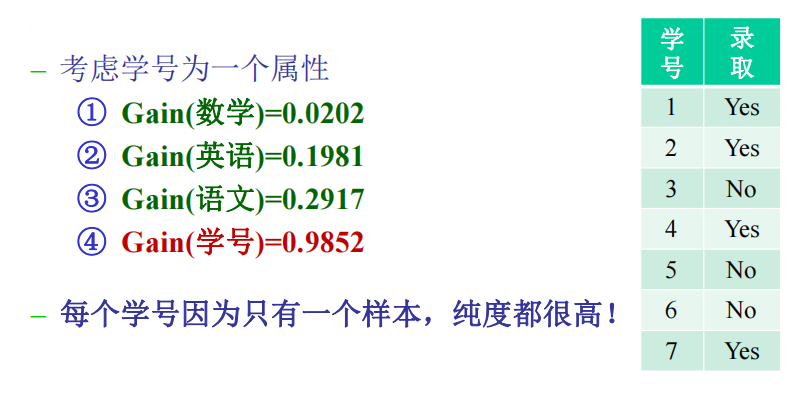 – 考虑学号为一个属性
① Gain(数学)=0.0202
② Gain(英语)=0.1981
③ Gain(语文)=0.2917
④ Gain(学号)=0.9852
– 每个学号因为只有一个样本，纯度都很高！
学号 录取
1 Yes
2 Yes
3 No
4 Yes
5 No
6 No
7 Yes